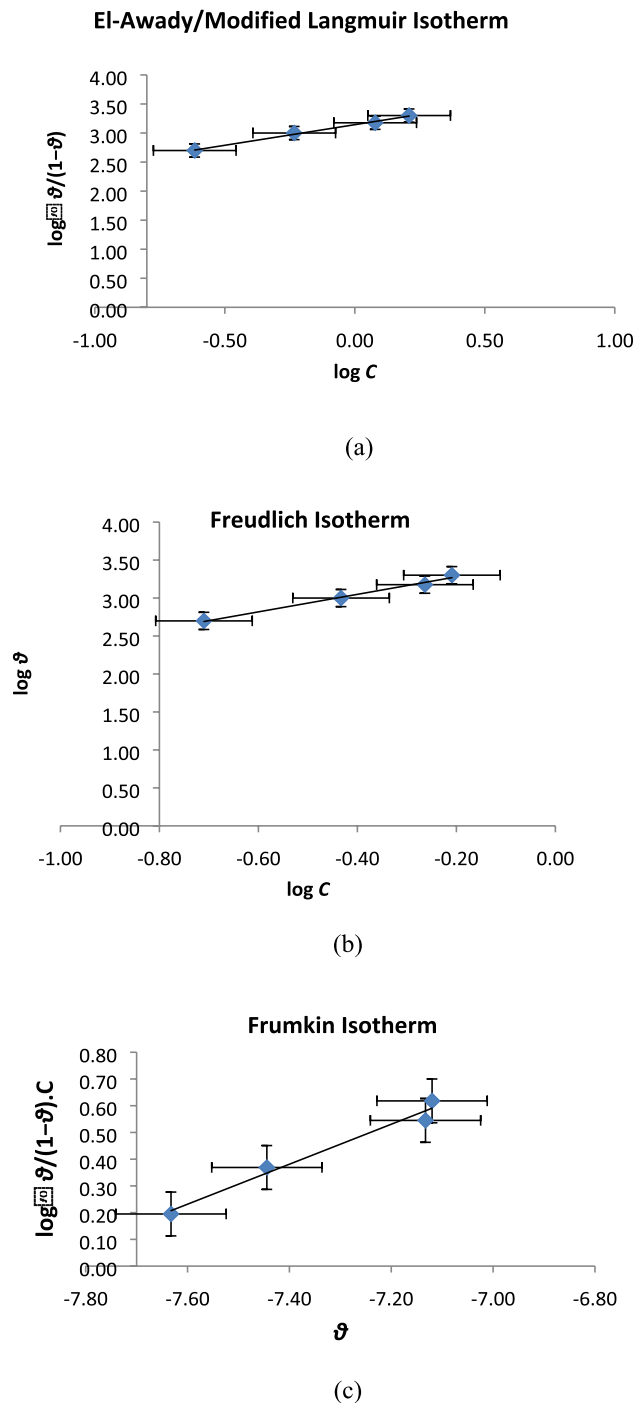 El-Awady/Modified Langmuir Isotherm
4.00
3.50
3.00
2.50
2.00
1.50
1.00
0.50
0.00
log ϑ/(1−ϑ)
-1.00 -0.50 0.00 0.50 1.00
log C
(a)
Freudlich Isotherm
4.00
3.50
3.00
2.50
2.00
1.50
1.00
0.50
0.00
log ϑ
-1.00 -0.80 -0.60 -0.40 -0.20 0.00
log C
(b)
Frumkin Isotherm
0.80
0.70
0.60
0.50
0.40
0.30
0.20
0.10
0.00
log ϑ/(1−ϑ).C
-7.80 -7.60 -7.40 -7.20 -7.00 -6.80
ϑ
(c)